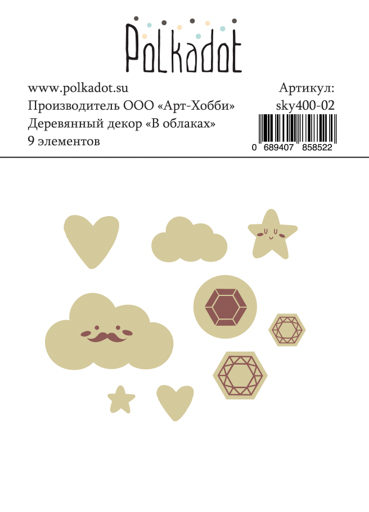 Polkadot
www.polkadot.su
Артикул:
Производитель ООО «Арт-Хобби»
sky400-02
Деревянный декор «В облаках»
9 элементов
0 689407 858522